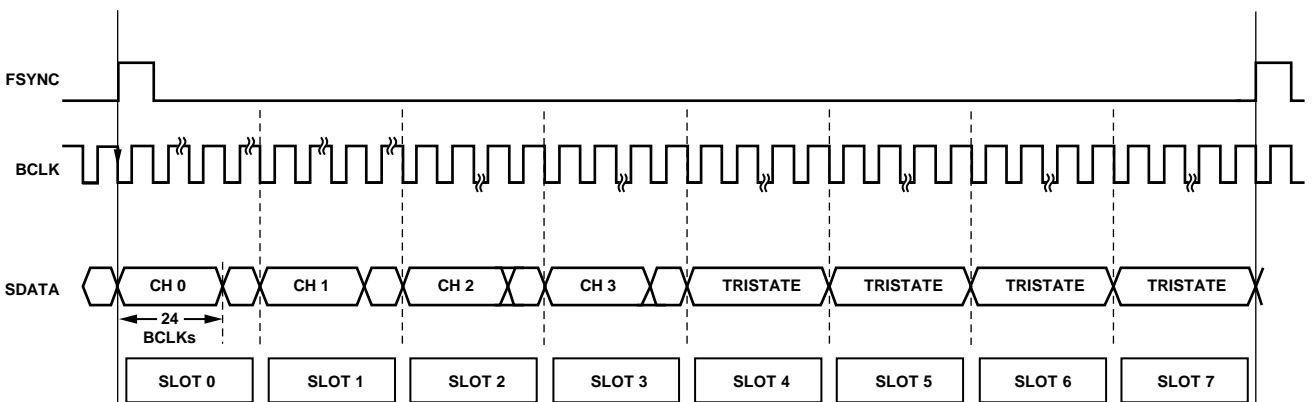 FSYNC
BCLK
SDATA
CH 0
CH 1
CH 2
CH 3
TRISTATE
TRISTATE
TRISTATE
TRISTATE
24
BCLKs
SLOT 0
SLOT 1
SLOT 2
SLOT 3
SLOT 4
SLOT 5
SLOT 6
SLOT 7